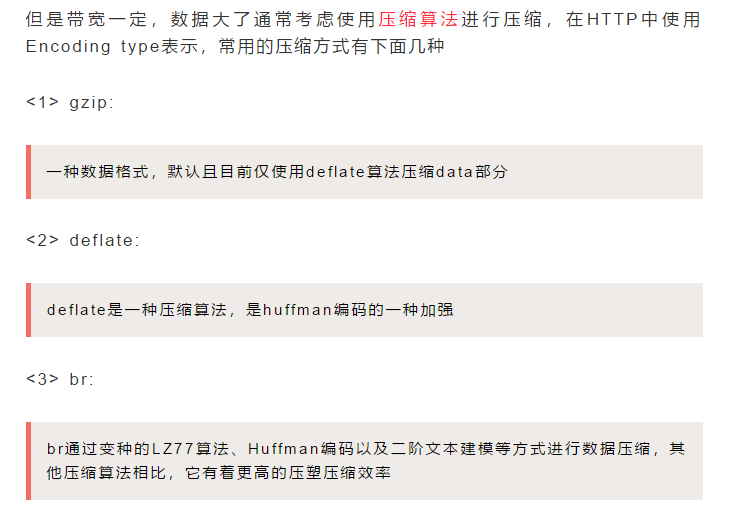 但是带宽一定，数据大了通常考虑使用压缩算法进行压缩，在HTTP中使用
Encoding type表示，常用的压缩方式有下面几种
<1> gzip:
一种数据格式，默认且目前仅使用deflate算法压缩data部分
<2> deflate:
deflate是一种压缩算法，是huffman编码的一种加强
<3> br:
br通过变种的LZ77算法、Huffman编码以及二阶文本建模等方式进行数据压缩，其
他压缩算法相比，它有着更高的压塑压缩效率